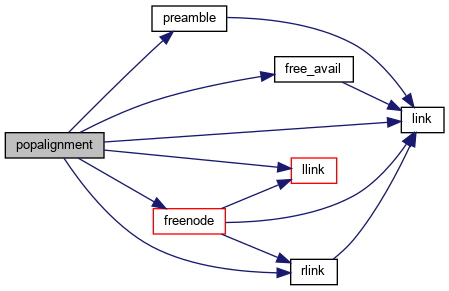 preamble
free_avail
link
popalignment
llink
freenode
rlink